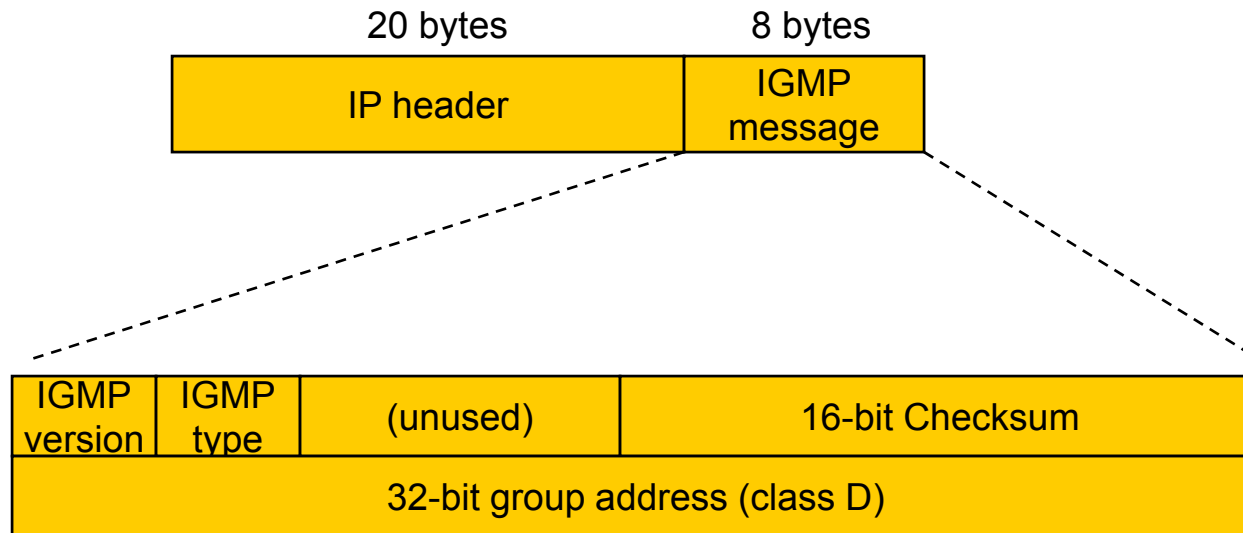 20 bytes
8 bytes
IP header
IGMP
message
IGMP
version
IGMP
type
(unused)
16-bit Checksum
32-bit group address (class D)